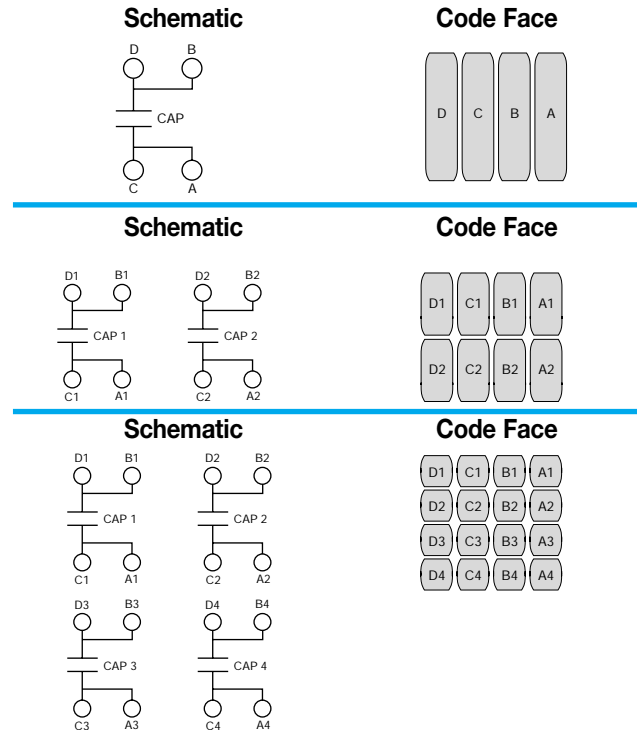 Schematic Code Face
D B
CAP
C A
D C B A
Schematic Code Face
D1 B1 D2 B2
CAP 1 CAP 2
C1 A1 C2 A2
D1 C1 B1 A1
D2 C2 B2 A2
Schematic Code Face
D1 B1 D2 B2
CAP 1 CAP 2
C1 A1 C2 A2
D3 B3 D4 B4
CAP 3 CAP 4
C3 A3 C4 A4
D1 C1 B1 A1
D2 C2 B2 A2
D3 C3 B3 A3
D4 C4 B4 A4